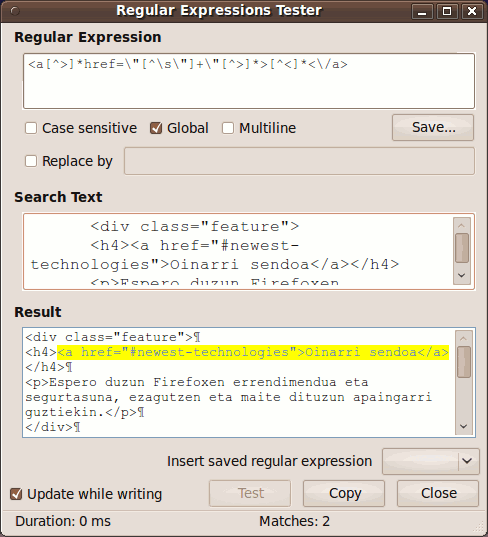 Regular Expressions Tester
Regular Expression
<a[^>]*href=\"[^\s\"]+\"[^>]*>[^<]*<\/a>
Case sensitive
Global
Multiline
Save...
Replace by
Search Text
<div class="feature">
<h4><a href="#newest-
technologies">Oinarri sendoa</a></h4>
<p>Espero duzun Firefoxen
Result
<div class="feature">¶
<h4><a href="#newest-technologies">Oinarri sendoa</a>
</h4>¶
<p>Espero duzun Firefoxen errendimendua eta
segurtasuna, ezagutzen eta maite dituzun apaingarri
guztiekin.</p>¶
</div>¶
Insert saved regular expression
Update while writing
Test
Copy
Close
Duration: 0 ms
Matches: 2